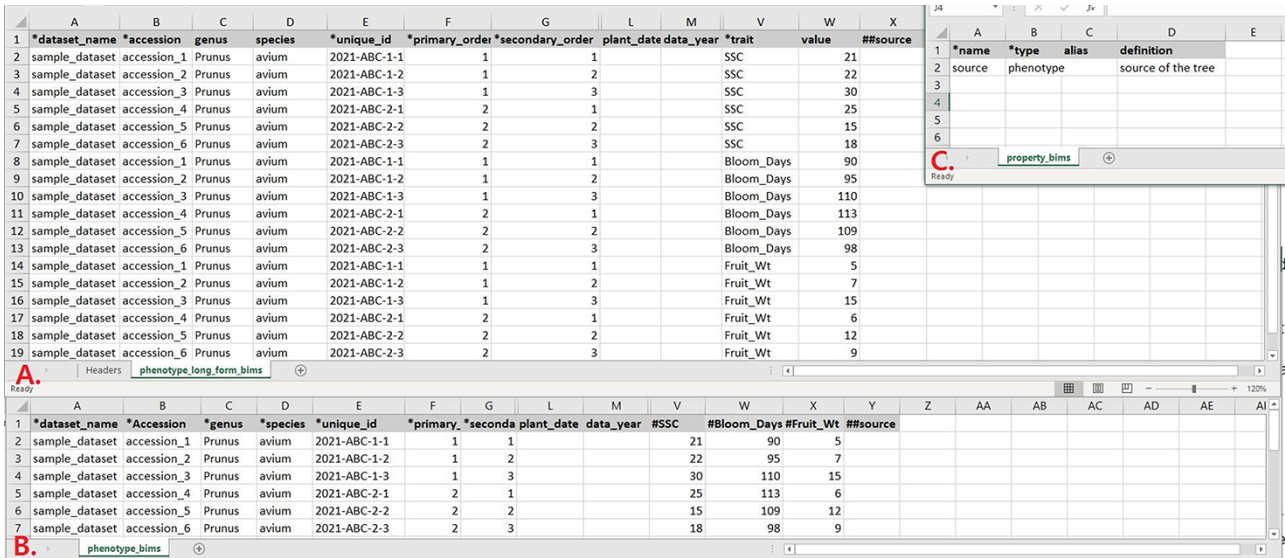 A B C D E F G L M V W X
1 *dataset_name *accession genus species *unique_id *primary_order *secondary_order plant_date data_year *trait value ##source
2 sample_dataset accession_1 Prunus avium 2021-ABC-1-1 1 1 SSC 21
3 sample_dataset accession_2 Prunus avium 2021-ABC-1-2 1 2 SSC 22
4 sample_dataset accession_3 Prunus avium 2021-ABC-1-3 1 3 SSC 30
5 sample_dataset accession_4 Prunus avium 2021-ABC-2-1 2 1 SSC 25
6 sample_dataset accession_5 Prunus avium 2021-ABC-2-2 2 2 SSC 15
7 sample_dataset accession_6 Prunus avium 2021-ABC-2-3 2 3 SSC 18
8 sample_dataset accession_1 Prunus avium 2021-ABC-1-1 1 1 Bloom_Days 90
9 sample_dataset accession_2 Prunus avium 2021-ABC-1-2 1 2 Bloom_Days 95
10 sample_dataset accession_3 Prunus avium 2021-ABC-1-3 1 3 Bloom_Days 110
11 sample_dataset accession_4 Prunus avium 2021-ABC-2-1 2 1 Bloom_Days 113
12 sample_dataset accession_5 Prunus avium 2021-ABC-2-2 2 2 Bloom_Days 109
13 sample_dataset accession_6 Prunus avium 2021-ABC-2-3 2 3 Bloom_Days 98
14 sample_dataset accession_1 Prunus avium 2021-ABC-1-1 1 1 Fruit_Wt 5
15 sample_dataset accession_2 Prunus avium 2021-ABC-1-2 1 2 Fruit_Wt 7
16 sample_dataset accession_3 Prunus avium 2021-ABC-1-3 1 3 Fruit_Wt 15
17 sample_dataset accession_4 Prunus avium 2021-ABC-2-1 2 1 Fruit_Wt 6
18 sample_dataset accession_5 Prunus avium 2021-ABC-2-2 2 2 Fruit_Wt 12
19 sample_dataset accession_6 Prunus avium 2021-ABC-2-3 2 3 Fruit_Wt 9
A. Headers phenotype_long_form_bims
Ready 120%
J4 fx
A B C D E
1 *name *type alias definition
2 source phenotype source of the tree
3
4
5
6
C. property_bims
Ready
A B C D E F G L M V W X Y Z AA AB AC AD AE
1 *dataset_name *Accession *genus *species *unique_id *primary_ *seconda plant_date data_year #SSC #Bloom_Days #Fruit_Wt ##source
2 sample_dataset accession_1 Prunus avium 2021-ABC-1-1 1 1 21 90 5
3 sample_dataset accession_2 Prunus avium 2021-ABC-1-2 1 2 22 95 7
4 sample_dataset accession_3 Prunus avium 2021-ABC-1-3 1 3 30 110 15
5 sample_dataset accession_4 Prunus avium 2021-ABC-2-1 2 1 25 113 6
6 sample_dataset accession_5 Prunus avium 2021-ABC-2-2 2 2 15 109 12
7 sample_dataset accession_6 Prunus avium 2021-ABC-2-3 2 3 18 98 9
B. phenotype_bims